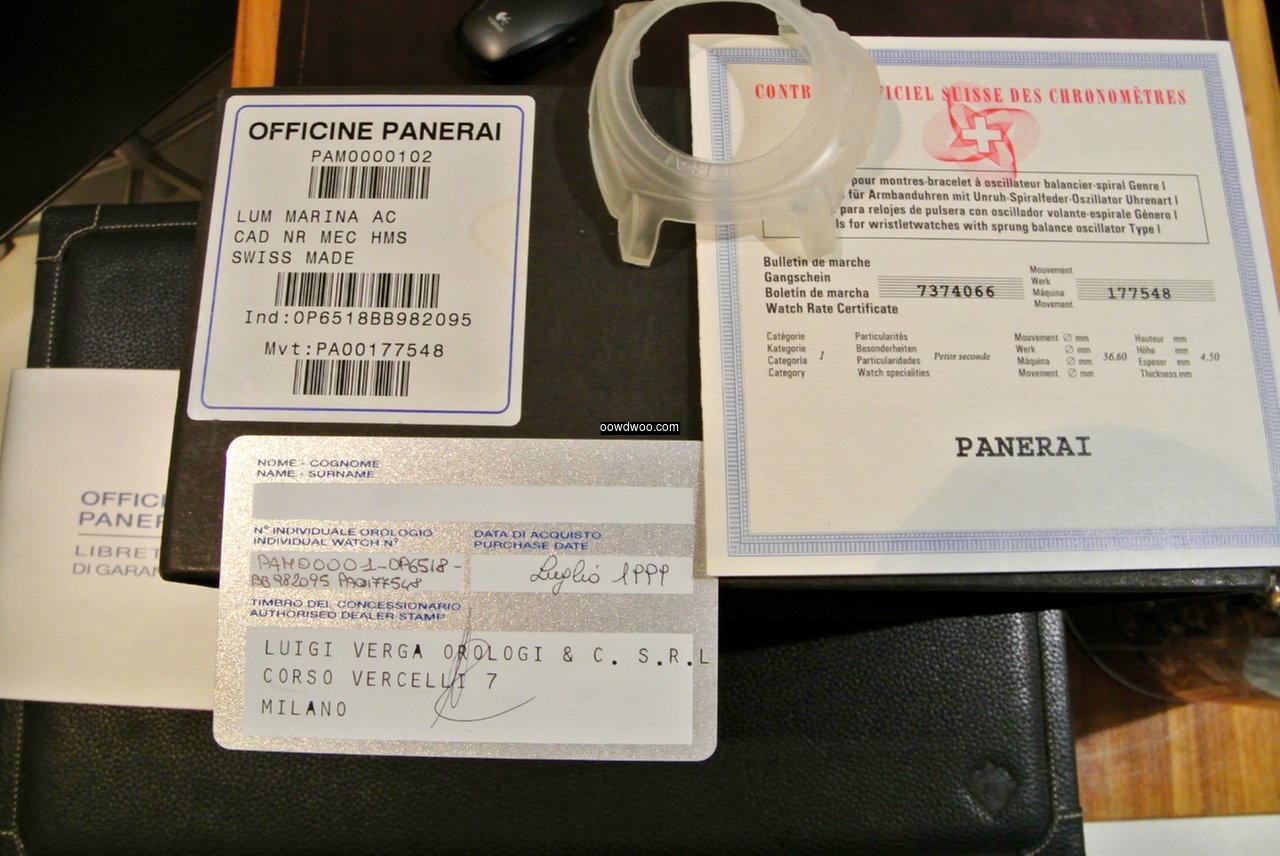 OFFICINE PANERAI
PAM0000102
LUM MARINA AC
CAD NR MEC HMS
SWISS MADE
Ind:OP6518BB982095
Mvt:PA00177548
CONTR FICIEL SUISSE DES CHRONOMÈTRES
pour montres-bracelet à oscillateur balancier-spiral Genre I
für Armbanduhren mit Unruh-Spiralfeder-Oszillator Uhrenart I
para relojes de pulsera con oscilador volante-espirale Género I
ls for wristletwatches with sprung balance oscillator Type I
Bulletin de marche
Gangschein
Boletín de marcha
Watch Rate Certificate
7374066
Mouvement
Werk
Máquina
Movement
177548
Catégorie
Kategorie
Categoria
Category
1
Particularités
Besonderheiten
Particularidades
Watch specialities
Petite seconde
Mouvement ∅ mm
Werk ∅ mm
Máquina ∅ mm
Movement ∅ mm
36.60
Hauteur mm
Höhe mm
Espesor mm
Thickness mm
4.50
PANERAI
oowdwoo.com
NOME - COGNOME
NAME - SURNAME
N° INDIVIDUALE OROLOGIO
INDIVIDUAL WATCH N°
PAM00001-OP6518-
BB982095 PA0177548
DATA DI ACQUISTO
PURCHASE DATE
Luglio 1999
TIMBRO DEL CONCESSIONARIO
AUTHORISED DEALER STAMP
LUIGI VERGA OROLOGI & C. S.R.L
CORSO VERCELLI 7
MILANO
OFFICI
PANER
LIBRET
DI GARAN